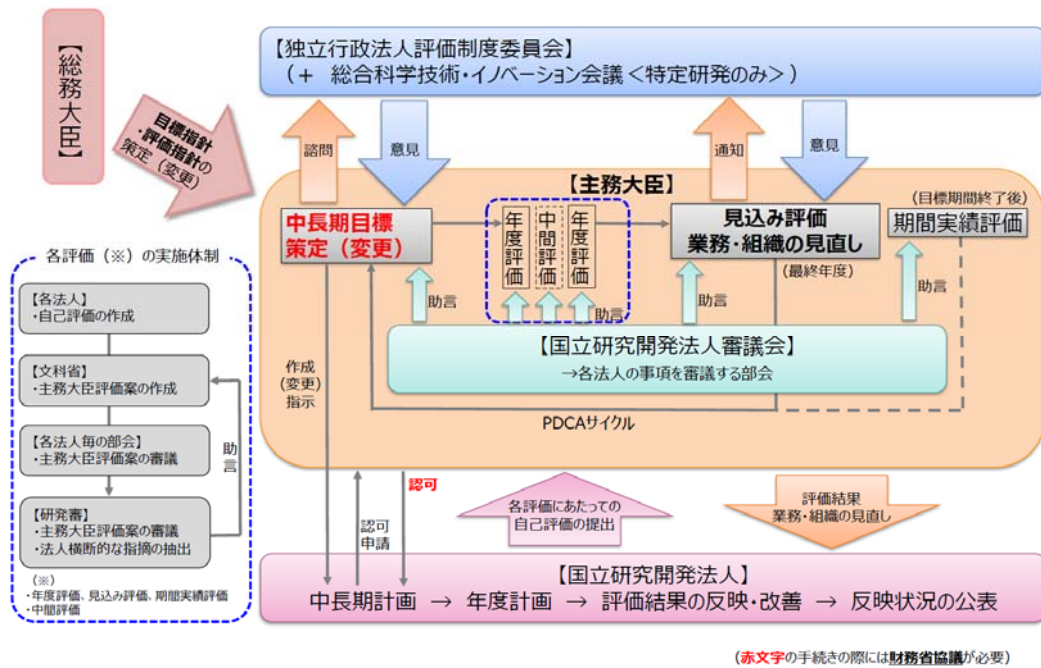 【総務大臣】
目標指針
・評価指針の
策定（変更）
【独立行政法人評価制度委員会】
（＋　総合科学技術・イノベーション会議＜特定研発のみ＞）
諮問
意見
通知
意見
【主務大臣】
中長期目標
策定（変更）
年度評価
中間評価
年度評価
見込み評価
業務・組織の見直し
（最終年度）
（目標期間終了後）
期間実績評価
助言
助言
助言
【国立研究開発法人審議会】
→各法人の事項を審議する部会
PDCAサイクル
作成
(変更)
指示
認可
申請
認可
各評価にあたっての
自己評価の提出
評価結果
業務・組織の見直し
【国立研究開発法人】
中長期計画 → 年度計画 → 評価結果の反映・改善 → 反映状況の公表
各評価（※）の実施体制
【各法人】
・自己評価の作成
【文科省】
・主務大臣評価案の作成
【各法人毎の部会】
・主務大臣評価案の審議
【研発審】
・主務大臣評価案の審議
・法人横断的な指摘の抽出
助言
（※）
・年度評価、見込み評価、期間実績評価
・中間評価
（赤文字の手続きの際には財務省協議が必要）